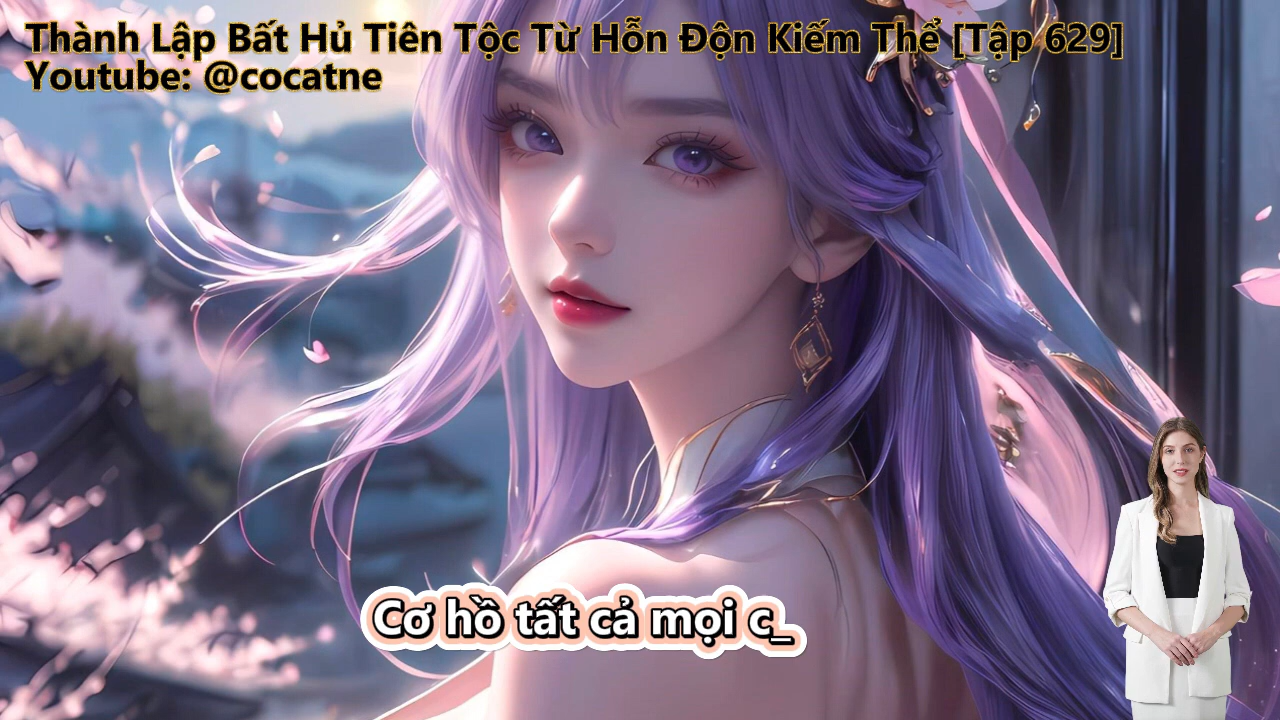 Thành Lập Bất Hủ Tiên Tộc Từ Hỗn Độn Kiếm Thể [Tập 629]
Youtube: @cocatne
Cơ hồ tất cả mọi c_